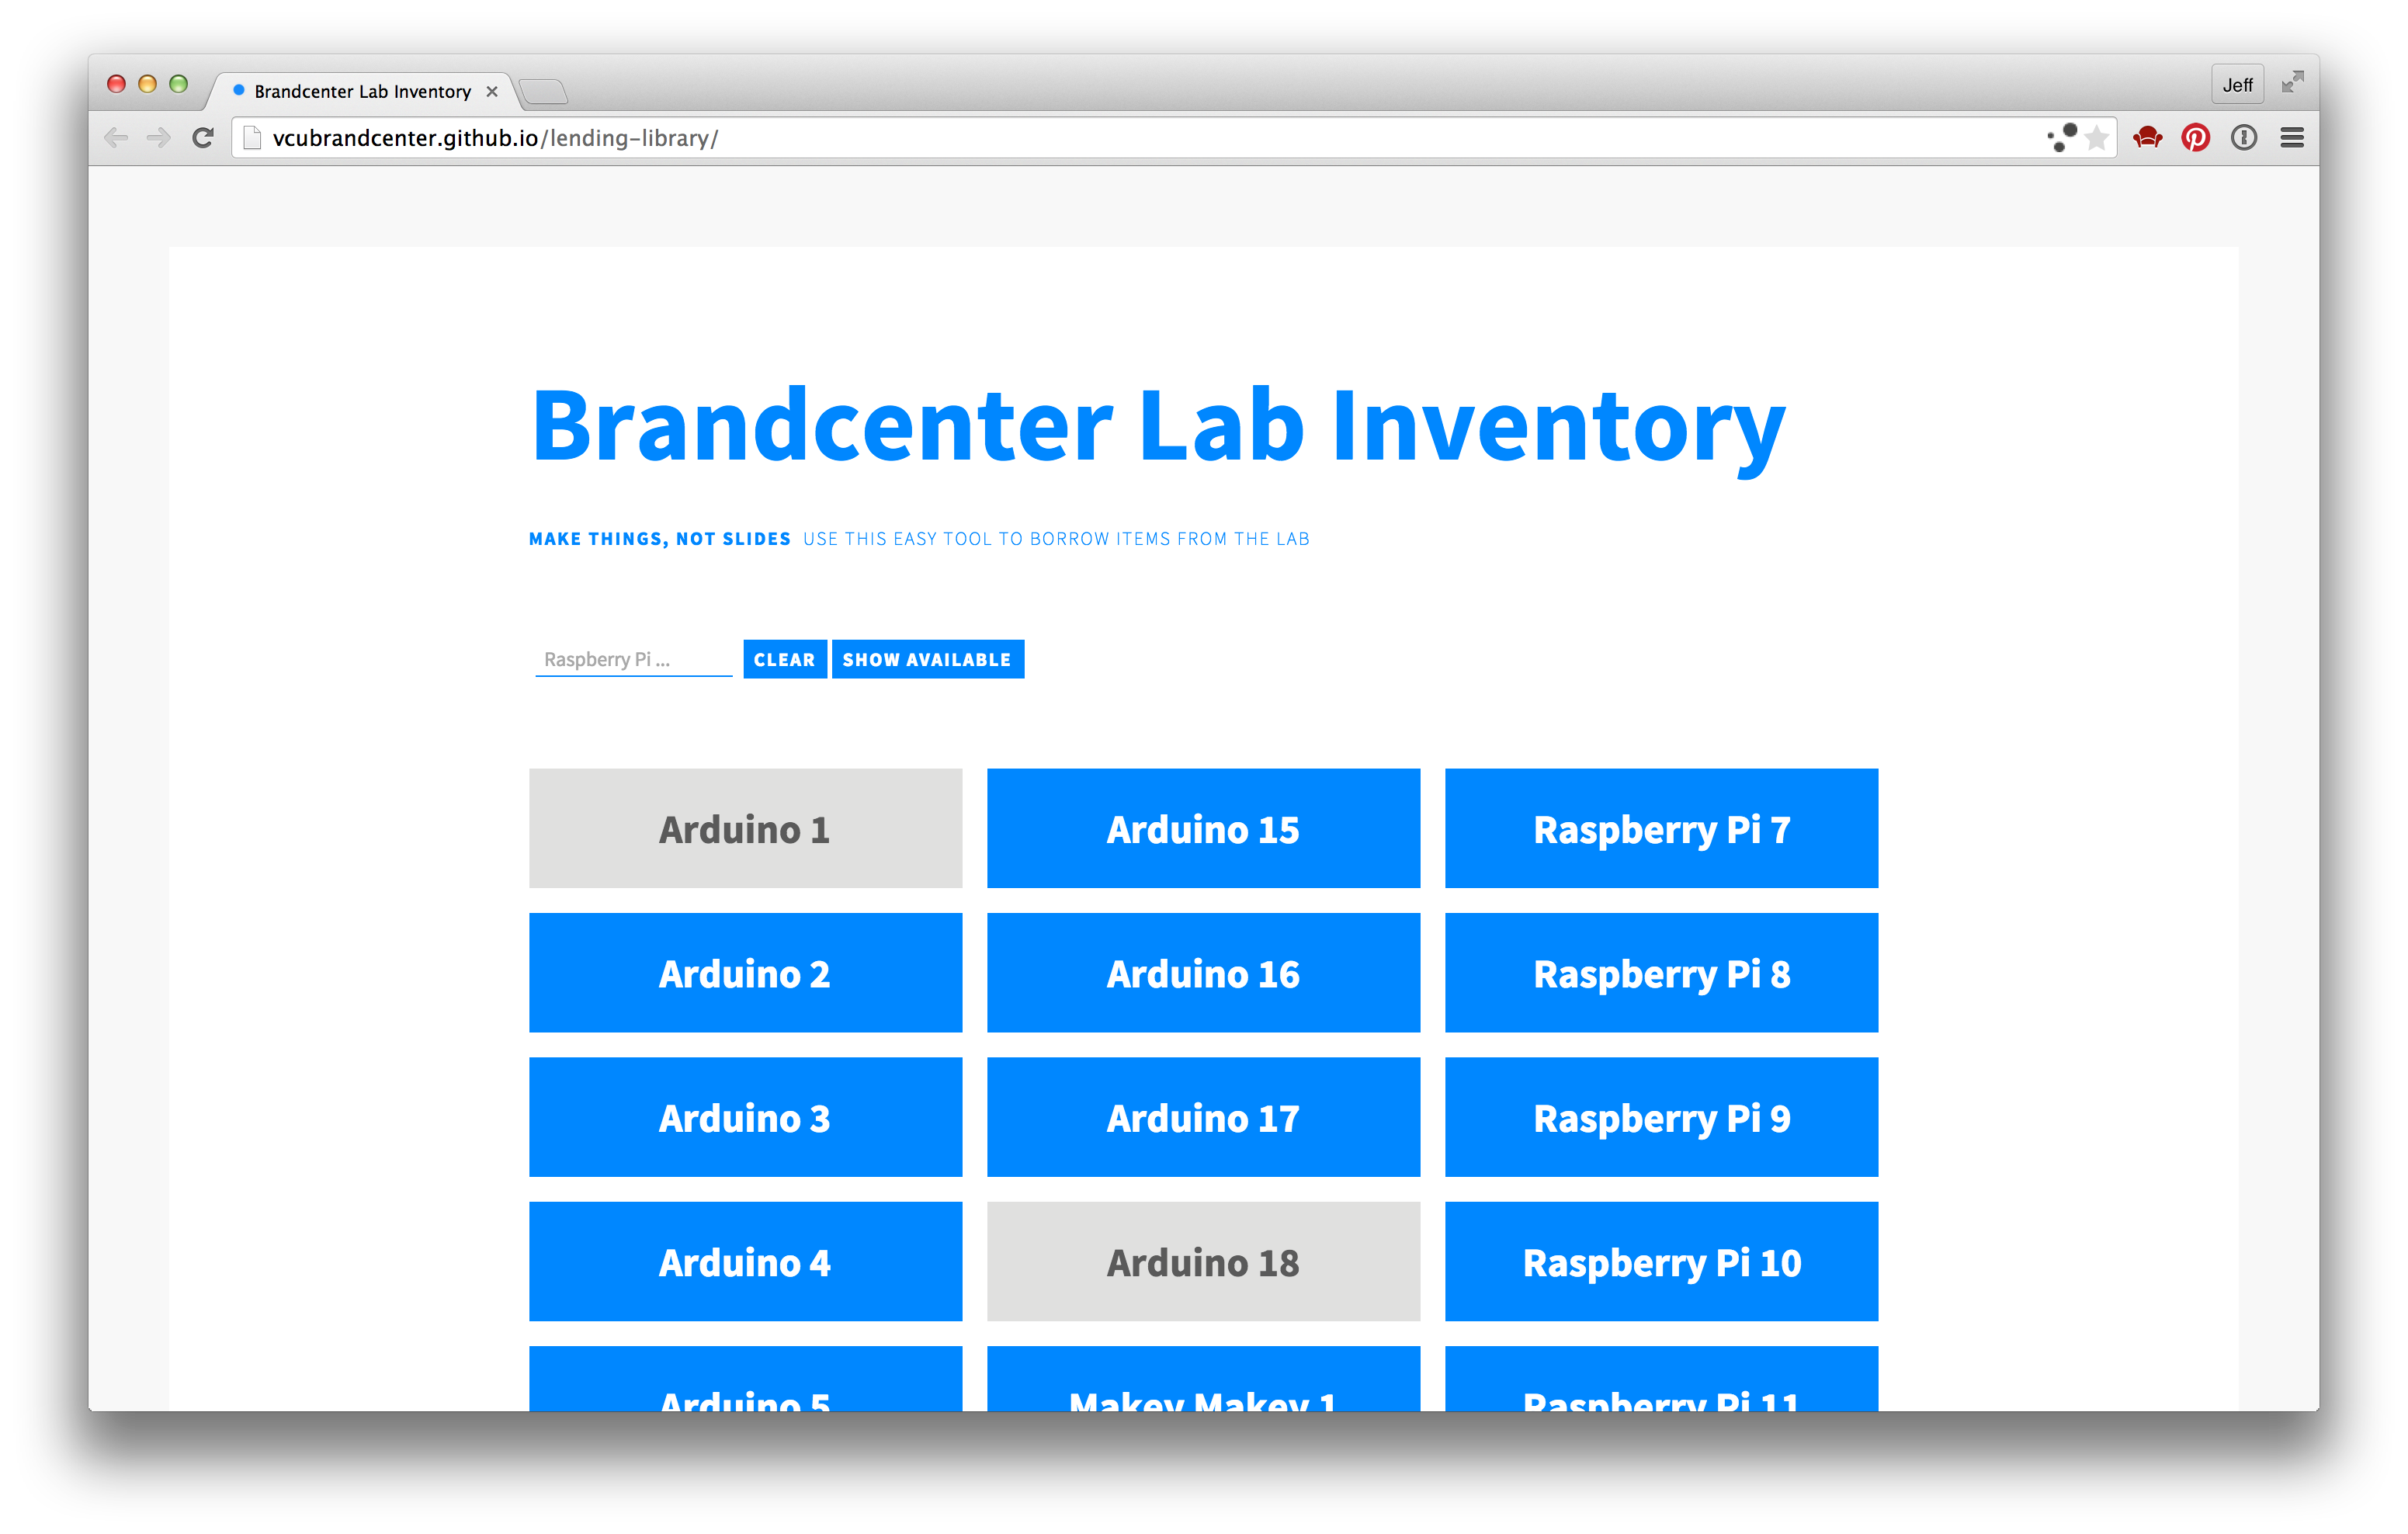 Brandcenter Lab Inventory
Jeff
vcubrandcenter.github.io/lending-library/
Brandcenter Lab Inventory
MAKE THINGS, NOT SLIDES USE THIS EASY TOOL TO BORROW ITEMS FROM THE LAB
Raspberry Pi ... CLEAR SHOW AVAILABLE
Arduino 1 Arduino 15 Raspberry Pi 7
Arduino 2 Arduino 16 Raspberry Pi 8
Arduino 3 Arduino 17 Raspberry Pi 9
Arduino 4 Arduino 18 Raspberry Pi 10
Arduino 5 Makey Makey 1 Raspberry Pi 11